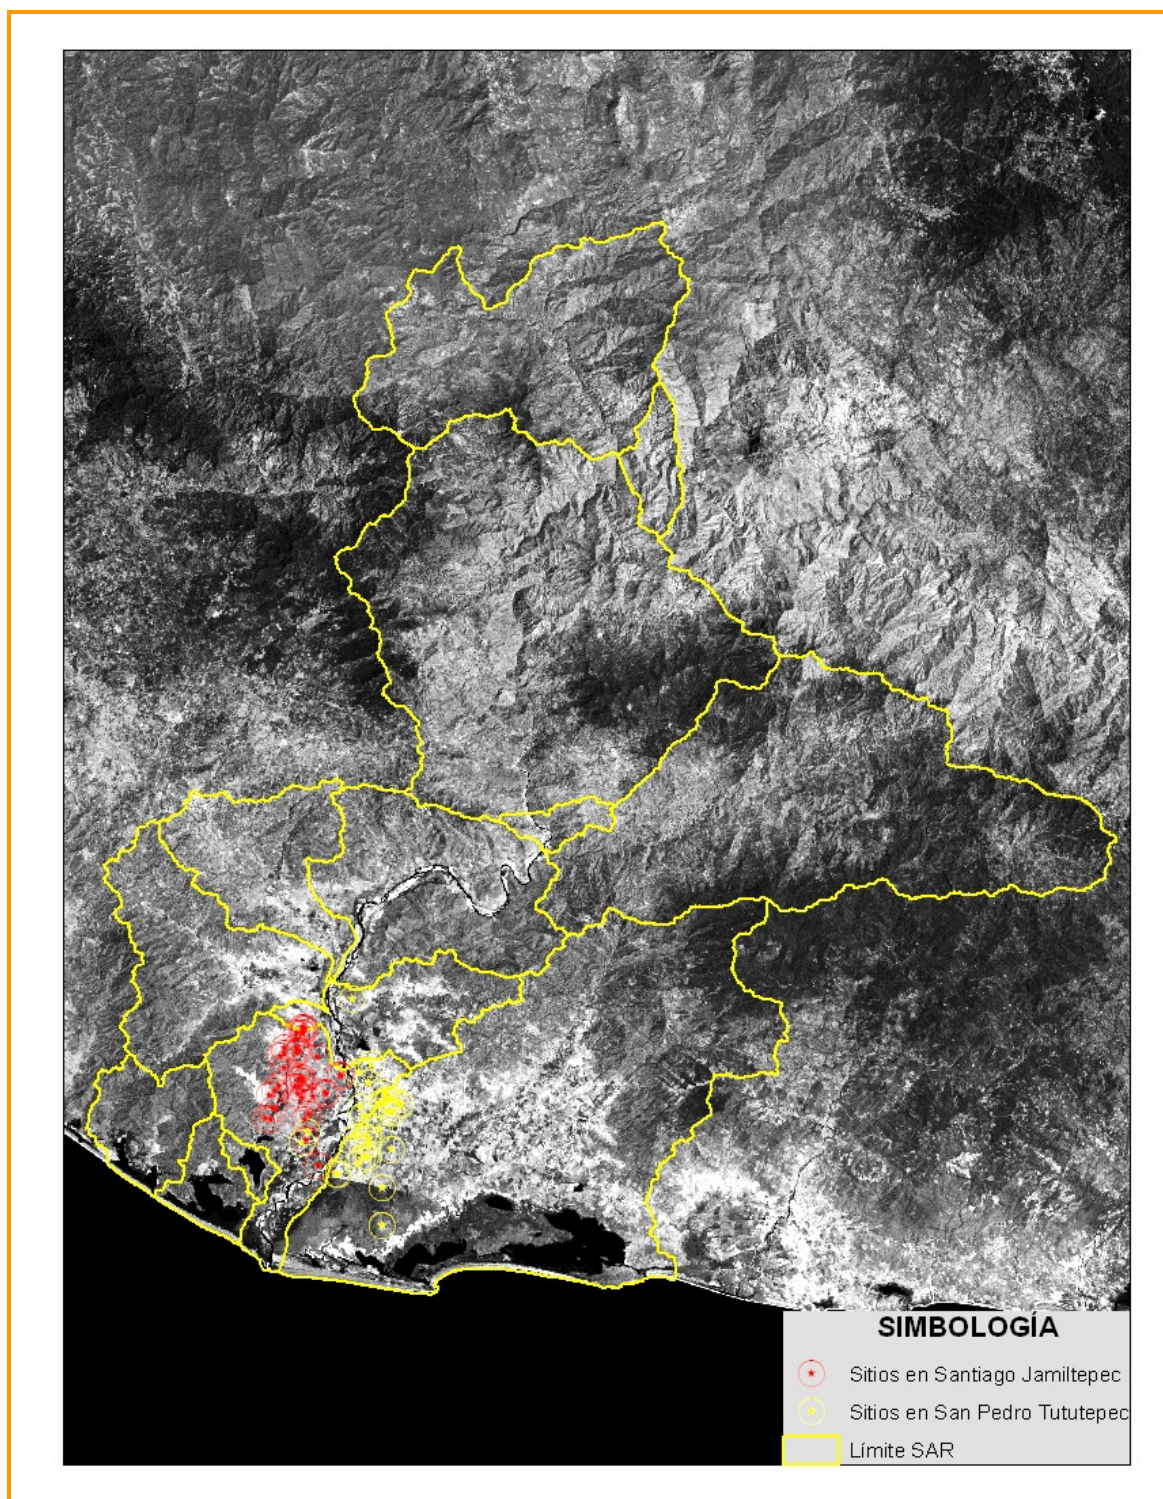 SIMBOLOGÍA
Sitios en Santiago Jamiltepec
Sitios en San Pedro Tututepec
Límite SAR